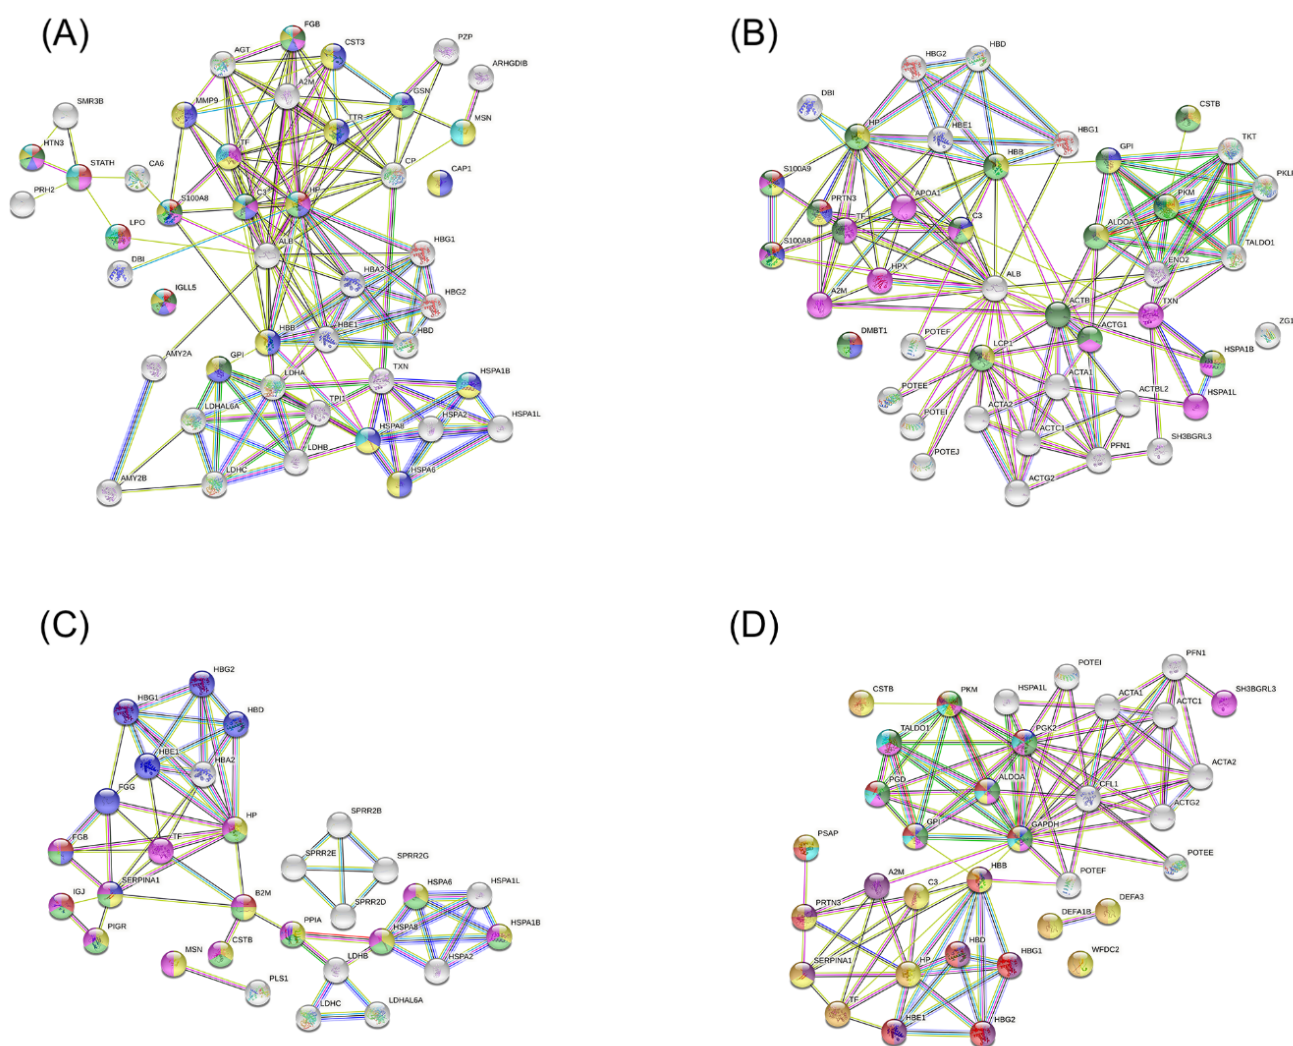 (A)
FGB
CST3
PZP
AGT
A2M
ARHGDIB
MMP9
GSN
SMR3B
TTR
MSN
HTN3
TF
STATH
CA6
CP
CAP1
PRH2
S100A8
C3
HP
LPO
ALB
HBG1
DBI
HBA2
IGLL5
HBG2
HBB
HBE1
HBD
AMY2A
GPI
LDHA
TXN
HSPA1B
LDHAL6A
TPI1
HSPA8
HSPA2
HSPA1L
LDHB
AMY2B
LDHC
HSPA6
(B)
HBG2
HBD
DBI
CSTB
HP
HBE1
HBG1
HBB
GPI
TKT
S100A9
PKM
PRTN3
APOA1
C3
TF
ALDOA
TALDO1
S100A8
HPX
ALB
ENO2
A2M
ACTB
TXN
DMBT1
POTEF
LCP1
ACTG1
ZG1
HSPA1B
POTEE
ACTA1
ACTBL2
HSPA1L
POTEI
ACTA2
ACTC1
POTEJ
PFN1
SH3BGRL3
ACTG2
(C)
HBG2
HBG1
HBD
HBE1
HBA2
FGG
SPRR2B
HP
FGB
TF
SPRR2E
SPRR2G
SERPINA1
IGJ
B2M
SPRR2D
HSPA6
HSPA1L
PIGR
PPIA
HSPA8
HSPA1B
MSN
CSTB
LDHB
HSPA2
PLS1
LDHC
LDHAL6A
(D)
PFN1
POTEI
CSTB
PKM
HSPA1L
ACTA1
SH3BGRL3
ACTC1
TALDO1
PGK2
PGD
ALDOA
CFL1
ACTA2
ACTG2
GPI
GAPDH
PSAP
POTEE
HBB
POTEF
A2M
C3
PRTN3
DEFA1B
DEFA3
HBD
HBG1
WFDC2
SERPINA1
HP
TF
HBE1
HBG2